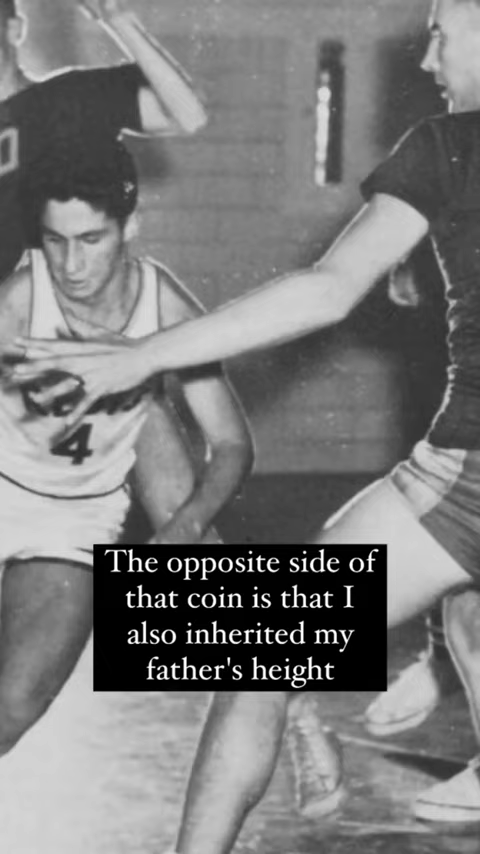 4
The opposite side of
that coin is that I
also inherited my
father's height